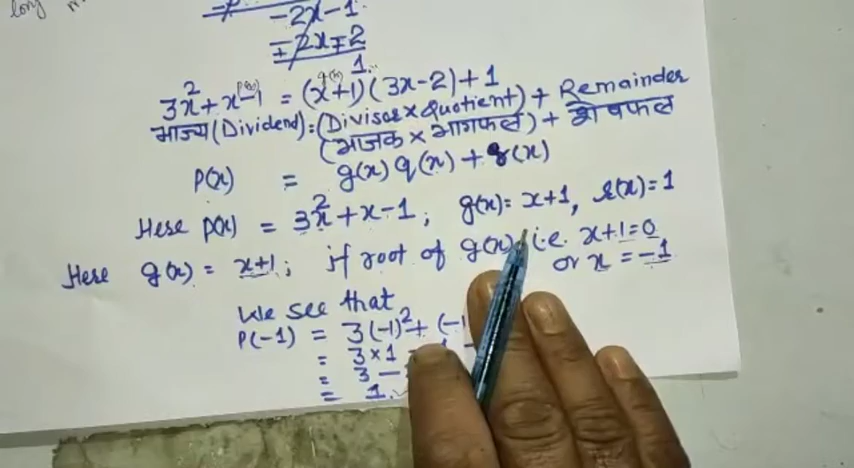 long
-2x-1
∓2x∓2
1
3x²+x-1 = (x+1)(3x-2)+1
भाज्य (Dividend)=(Divisor×Quotient) + Remainder
(भाजक × भागफल) + शेषफल
P(x) = g(x) q(x) + r(x)
Here p(x) = 3x²+x-1; g(x)= x+1, r(x)=1
Here g(x) = x+1; if root of g(x) i.e. x+1=0
or x = -1
We see that
P(-1) = 3(-1)²+(-1
= 3×1
= 3 -
= 1